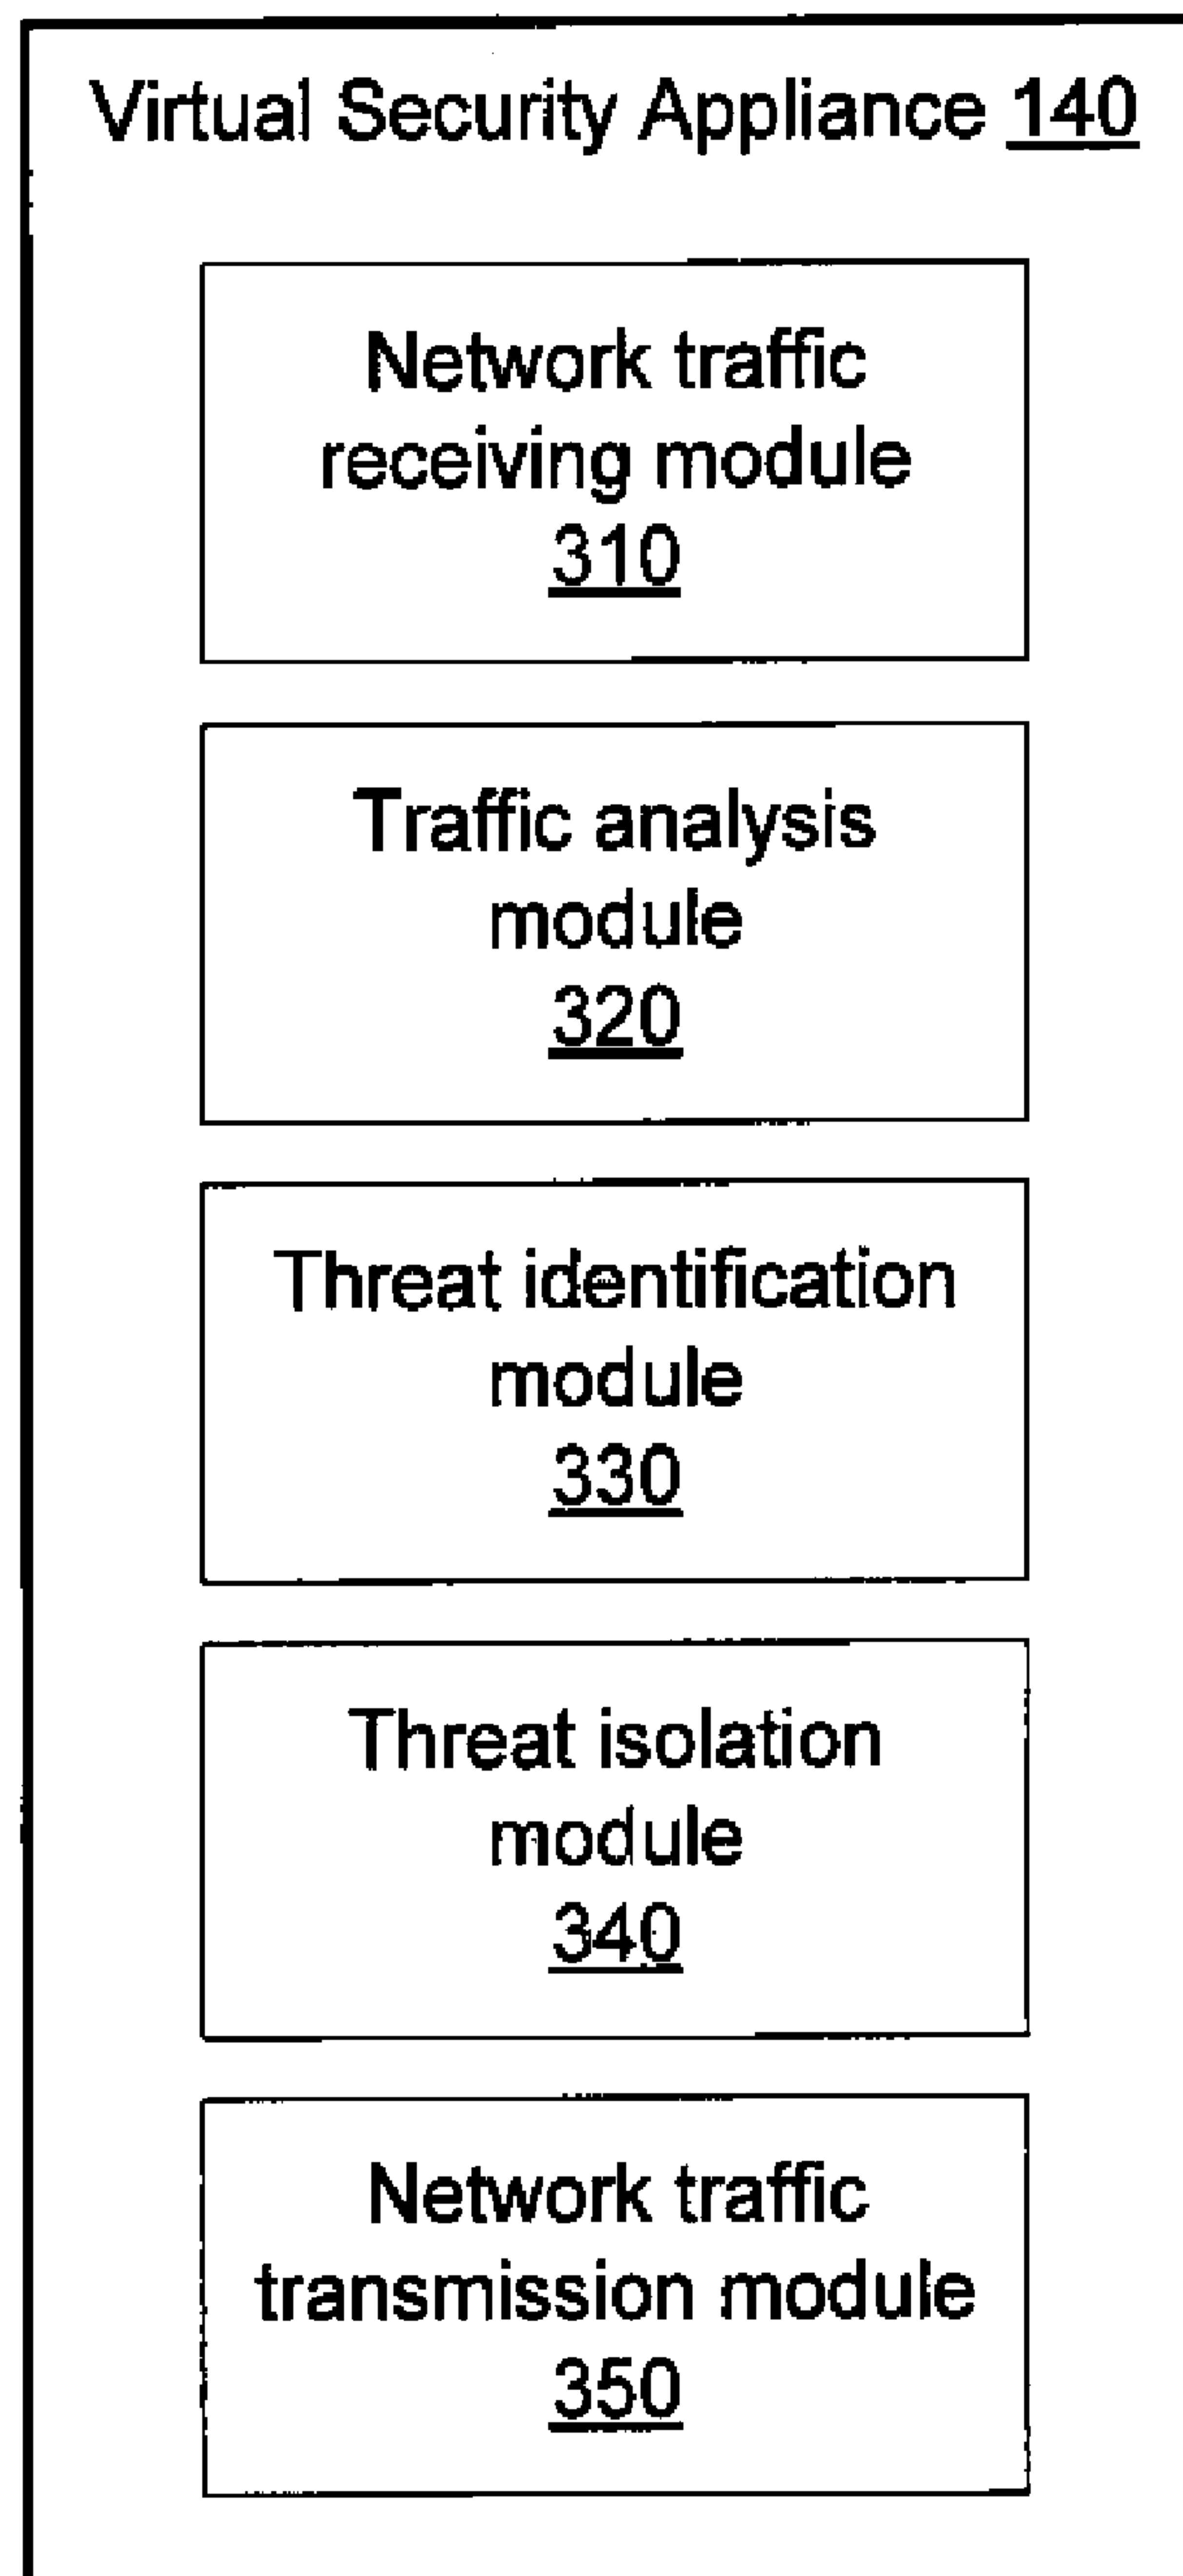 Virtual Security Appliance 140
Network traffic
receiving module
310
Traffic analysis
module
320
Threat identification
module
330
Threat isolation
module
340
Network traffic
transmission module
350